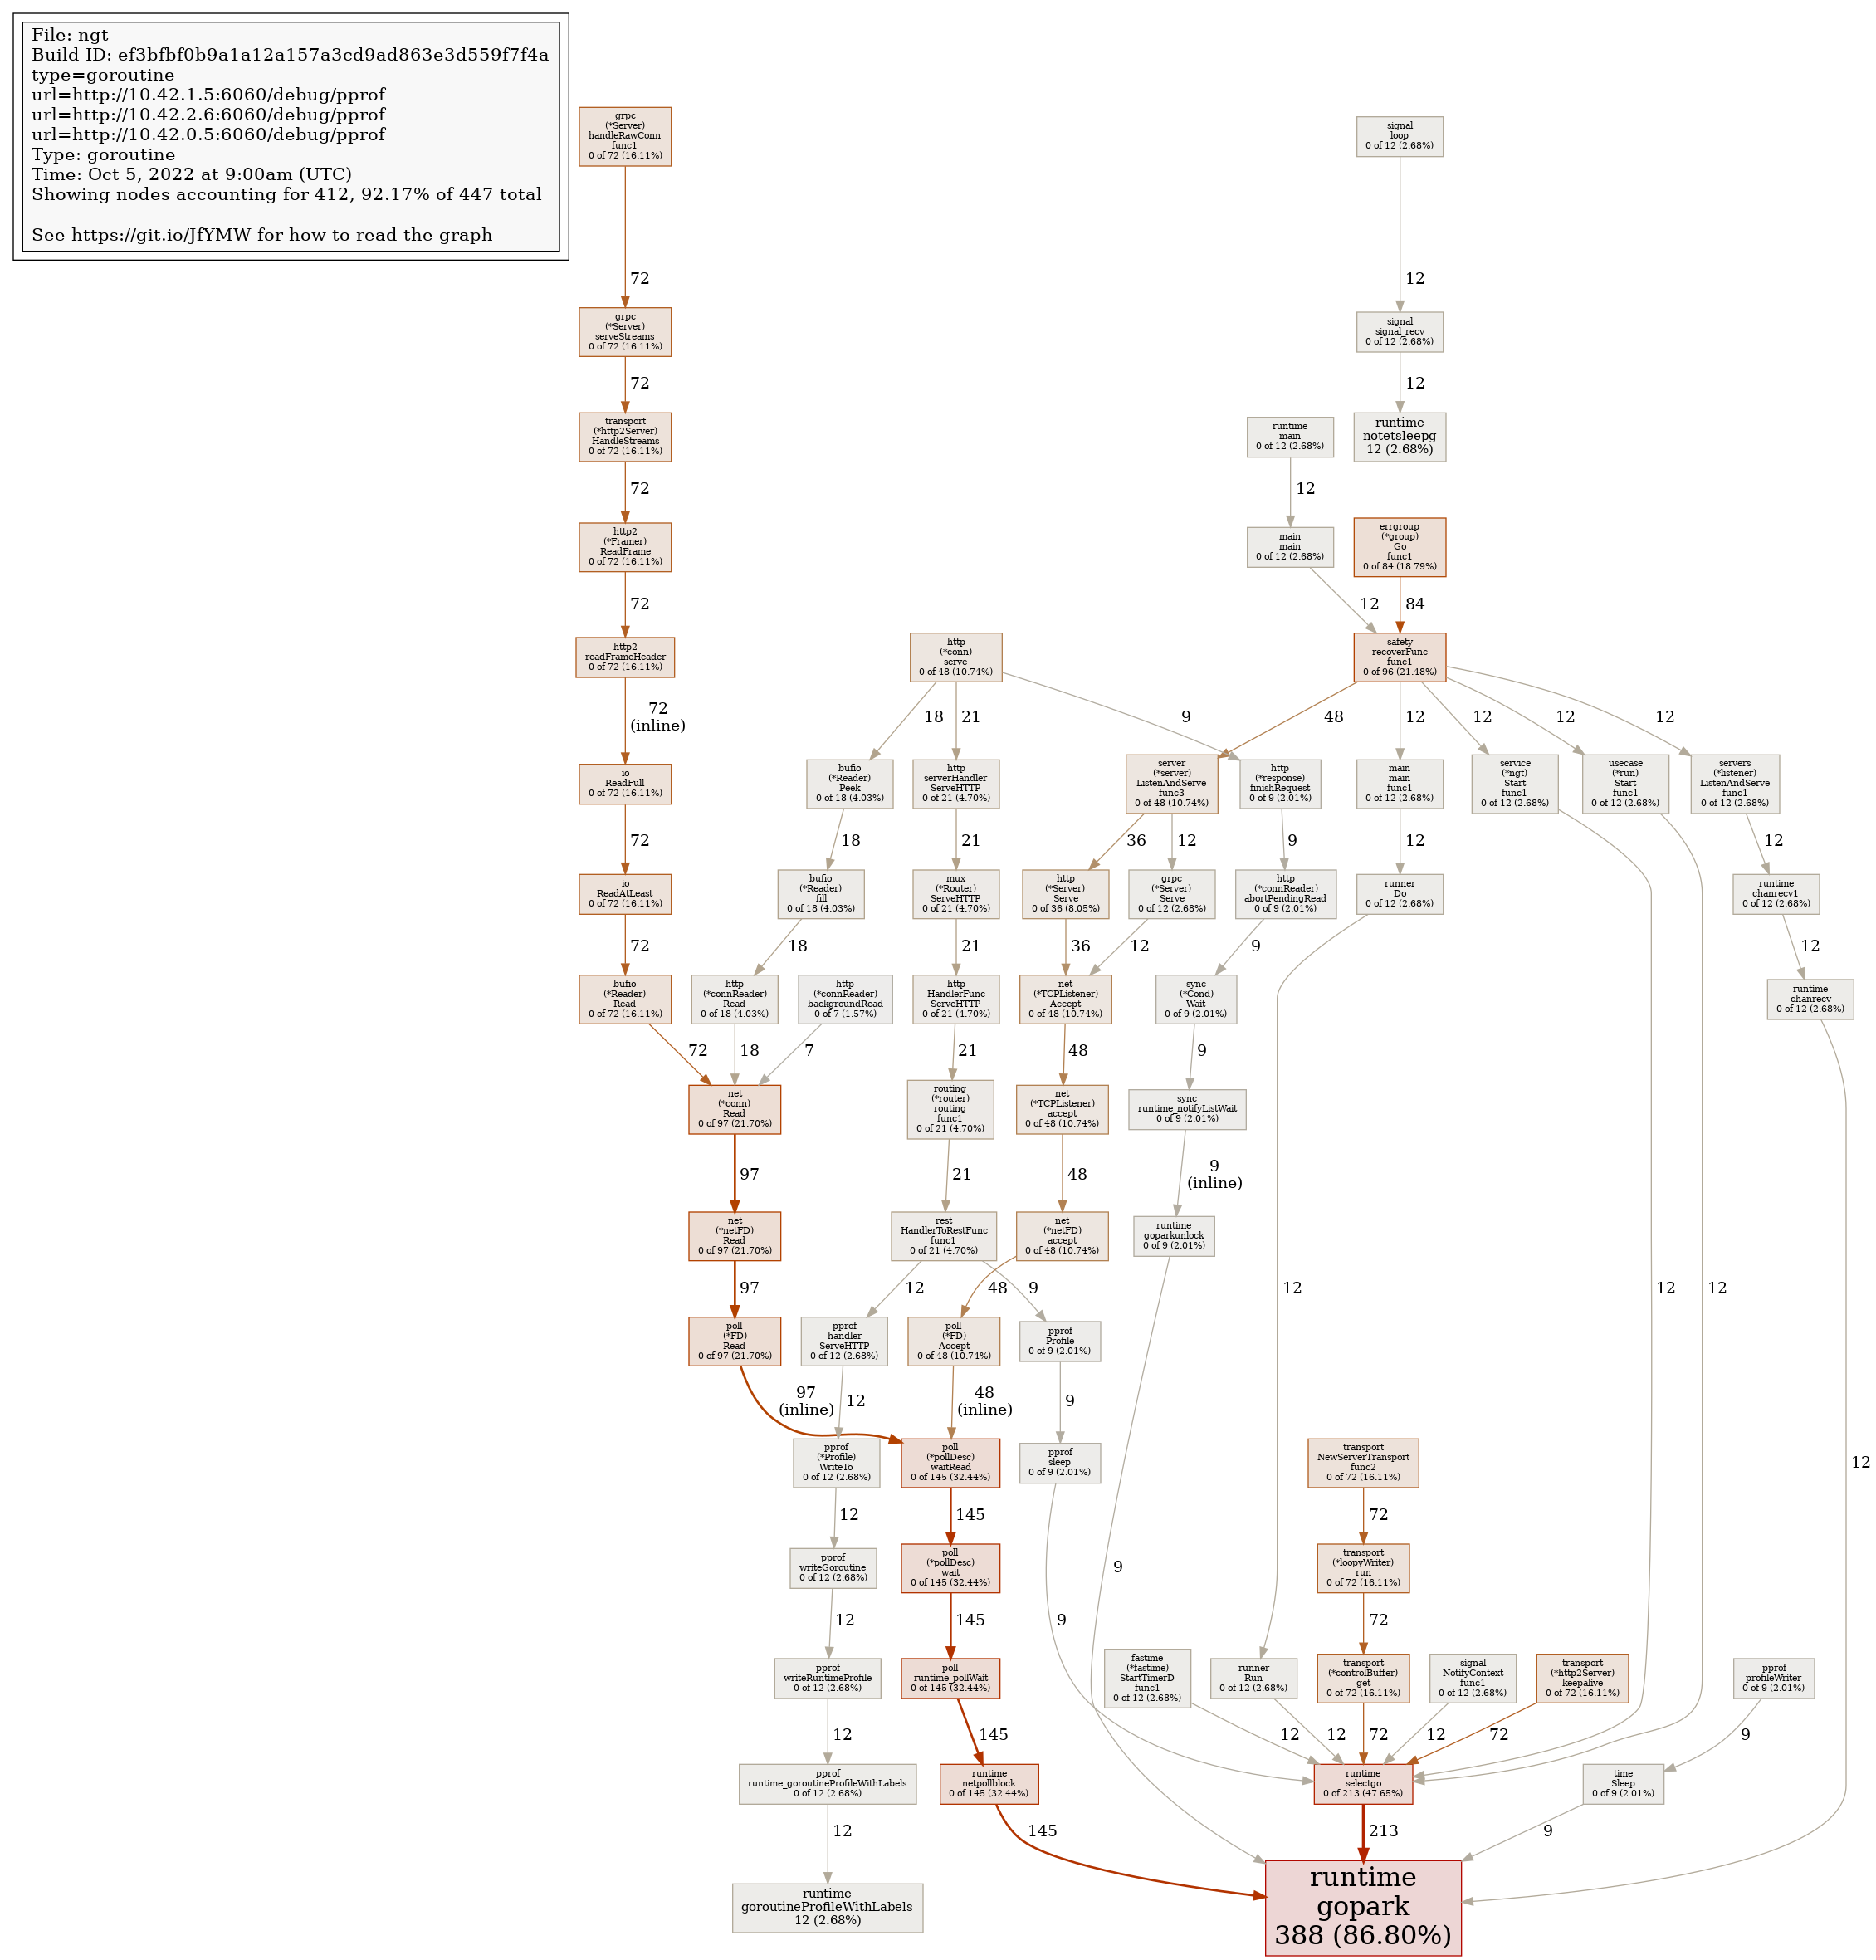 File: ngt
Build ID: ef3bfbf0b9a1a12a157a3cd9ad863e3d559f7f4a
type=goroutine
url=http://10.42.1.5:6060/debug/pprof
url=http://10.42.2.6:6060/debug/pprof
url=http://10.42.0.5:6060/debug/pprof
Type: goroutine
Time: Oct 5, 2022 at 9:00am (UTC)
Showing nodes accounting for 412, 92.17% of 447 total
See https://git.io/JfYMW for how to read the graph
grpc
(*Server)
handleRawConn
func1
0 of 72 (16.11%)
72
grpc
(*Server)
serveStreams
0 of 72 (16.11%)
72
transport
(*http2Server)
HandleStreams
0 of 72 (16.11%)
72
http2
(*Framer)
ReadFrame
0 of 72 (16.11%)
72
http2
readFrameHeader
0 of 72 (16.11%)
72
(inline)
io
ReadFull
0 of 72 (16.11%)
72
io
ReadAtLeast
0 of 72 (16.11%)
72
bufio
(*Reader)
Read
0 of 72 (16.11%)
72
signal
loop
0 of 12 (2.68%)
12
signal
signal_recv
0 of 12 (2.68%)
12
runtime
notetsleepg
12 (2.68%)
runtime
main
0 of 12 (2.68%)
12
main
main
0 of 12 (2.68%)
12
errgroup
(*group)
Go
func1
0 of 84 (18.79%)
84
safety
recoverFunc
func1
0 of 96 (21.48%)
48
12
12
12
12
http
(*conn)
serve
0 of 48 (10.74%)
18
21
9
bufio
(*Reader)
Peek
0 of 18 (4.03%)
18
bufio
(*Reader)
fill
0 of 18 (4.03%)
18
http
(*connReader)
Read
0 of 18 (4.03%)
18
http
(*connReader)
backgroundRead
0 of 7 (1.57%)
7
http
serverHandler
ServeHTTP
0 of 21 (4.70%)
21
mux
(*Router)
ServeHTTP
0 of 21 (4.70%)
21
http
HandlerFunc
ServeHTTP
0 of 21 (4.70%)
21
routing
(*router)
routing
func1
0 of 21 (4.70%)
21
rest
HandlerToRestFunc
func1
0 of 21 (4.70%)
12
9
server
(*server)
ListenAndServe
func3
0 of 48 (10.74%)
36
12
http
(*Server)
Serve
0 of 36 (8.05%)
36
grpc
(*Server)
Serve
0 of 12 (2.68%)
12
net
(*TCPListener)
Accept
0 of 48 (10.74%)
48
net
(*TCPListener)
accept
0 of 48 (10.74%)
48
net
(*netFD)
accept
0 of 48 (10.74%)
48
http
(*response)
finishRequest
0 of 9 (2.01%)
9
http
(*connReader)
abortPendingRead
0 of 9 (2.01%)
9
sync
(*Cond)
Wait
0 of 9 (2.01%)
9
sync
runtime_notifyListWait
0 of 9 (2.01%)
9
(inline)
runtime
goparkunlock
0 of 9 (2.01%)
9
main
main
func1
0 of 12 (2.68%)
12
runner
Do
0 of 12 (2.68%)
12
service
(*ngt)
Start
func1
0 of 12 (2.68%)
12
usecase
(*run)
Start
func1
0 of 12 (2.68%)
12
servers
(*listener)
ListenAndServe
func1
0 of 12 (2.68%)
12
runtime
chanrecv1
0 of 12 (2.68%)
12
runtime
chanrecv
0 of 12 (2.68%)
12
net
(*conn)
Read
0 of 97 (21.70%)
97
net
(*netFD)
Read
0 of 97 (21.70%)
97
poll
(*FD)
Read
0 of 97 (21.70%)
97
(inline)
pprof
handler
ServeHTTP
0 of 12 (2.68%)
12
pprof
(*Profile)
WriteTo
0 of 12 (2.68%)
12
pprof
writeGoroutine
0 of 12 (2.68%)
12
pprof
writeRuntimeProfile
0 of 12 (2.68%)
12
pprof
runtime_goroutineProfileWithLabels
0 of 12 (2.68%)
12
runtime
goroutineProfileWithLabels
12 (2.68%)
poll
(*FD)
Accept
0 of 48 (10.74%)
48
(inline)
poll
(*pollDesc)
waitRead
0 of 145 (32.44%)
145
poll
(*pollDesc)
wait
0 of 145 (32.44%)
145
poll
runtime_pollWait
0 of 145 (32.44%)
145
runtime
netpollblock
0 of 145 (32.44%)
145
pprof
Profile
0 of 9 (2.01%)
9
pprof
sleep
0 of 9 (2.01%)
9
fastime
(*fastime)
StartTimerD
func1
0 of 12 (2.68%)
12
runner
Run
0 of 12 (2.68%)
12
transport
NewServerTransport
func2
0 of 72 (16.11%)
72
transport
(*loopyWriter)
run
0 of 72 (16.11%)
72
transport
(*controlBuffer)
get
0 of 72 (16.11%)
72
signal
NotifyContext
func1
0 of 12 (2.68%)
12
transport
(*http2Server)
keepalive
0 of 72 (16.11%)
72
pprof
profileWriter
0 of 9 (2.01%)
9
runtime
selectgo
0 of 213 (47.65%)
213
time
Sleep
0 of 9 (2.01%)
9
runtime
gopark
388 (86.80%)